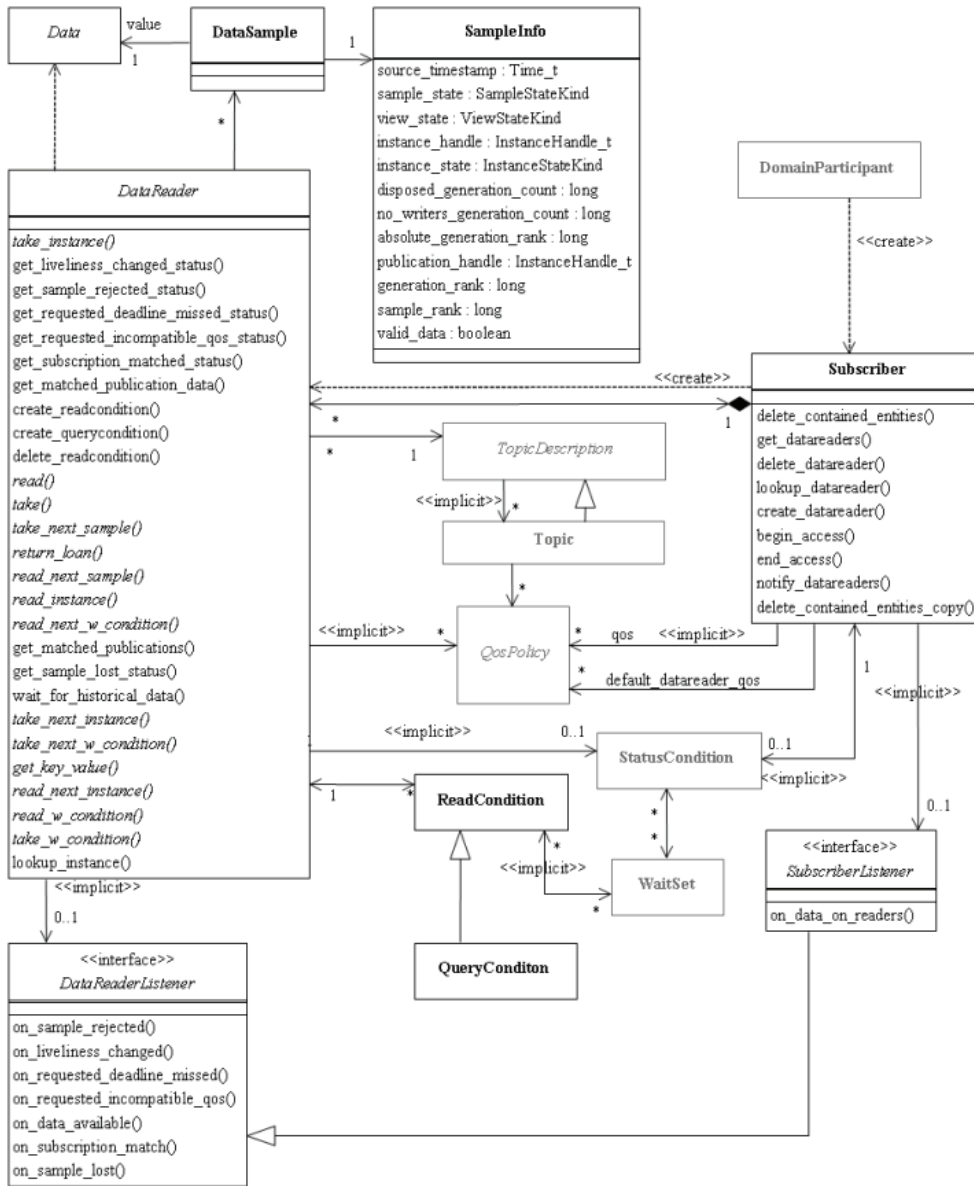 Data
value
1
DataSample
1
*
SampleInfo
source_timestamp : Time_t
sample_state : SampleStateKind
view_state : ViewStateKind
instance_handle : InstanceHandle_t
instance_state : InstanceStateKind
disposed_generation_count : long
no_writers_generation_count : long
absolute_generation_rank : long
publication_handle : InstanceHandle_t
generation_rank : long
sample_rank : long
valid_data : boolean
DomainParticipant
<<create>>
DataReader
take_instance()
get_liveliness_changed_status()
get_sample_rejected_status()
get_requested_deadline_missed_status()
get_requested_incompatible_qos_status()
get_subscription_matched_status()
get_matched_publication_data()
create_readcondition()
create_querycondition()
delete_readcondition()
read()
take()
take_next_sample()
return_loan()
read_next_sample()
read_instance()
read_next_w_condition()
get_matched_publications()
get_sample_lost_status()
wait_for_historical_data()
take_next_instance()
take_next_w_condition()
get_key_value()
read_next_instance()
read_w_condition()
take_w_condition()
lookup_instance()
<<create>>
*
1
*
1
Subscriber
delete_contained_entities()
get_datareaders()
delete_datareader()
lookup_datareader()
create_datareader()
begin_access()
end_access()
notify_datareaders()
delete_contained_entities_copy()
TopicDescription
<<implicit>>
*
Topic
*
<<implicit>>
*
QosPolicy
*
qos
<<implicit>>
*
default_datareader_qos
<<implicit>>
0..1
StatusCondition
0..1
1
<<implicit>>
<<implicit>>
0..1
1
*
ReadCondition
*
*
*
<<implicit>>
*
WaitSet
QueryConditon
<<interface>>
SubscriberListener
on_data_on_readers()
<<implicit>>
0..1
<<interface>>
DataReaderListener
on_sample_rejected()
on_liveliness_changed()
on_requested_deadline_missed()
on_requested_incompatible_qos()
on_data_available()
on_subscription_match()
on_sample_lost()